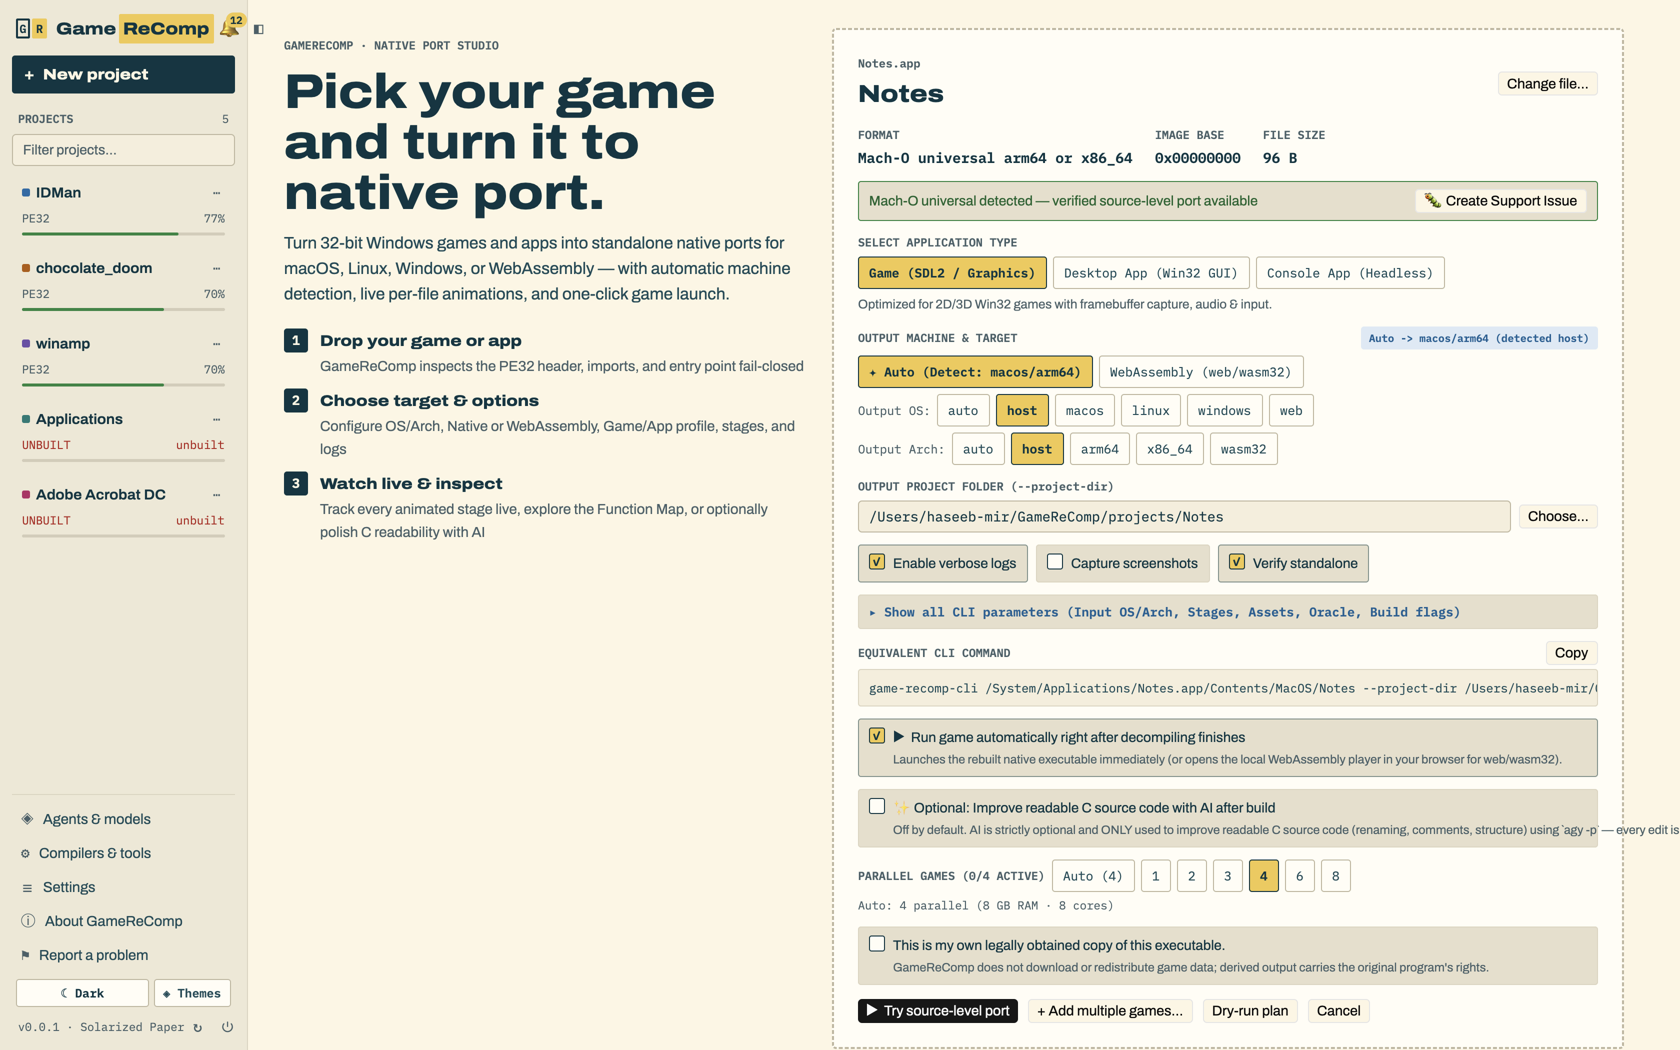 G R Game ReComp 12
+ New project
PROJECTS 5
Filter projects...
IDMan ...
PE32 77%
chocolate_doom ...
PE32 70%
winamp ...
PE32 70%
Applications ...
UNBUILT unbuilt
Adobe Acrobat DC ...
UNBUILT unbuilt
Agents & models
Compilers & tools
Settings
About GameReComp
Report a problem
Dark
Themes
v0.0.1 · Solarized Paper
GAMERECOMP · NATIVE PORT STUDIO
Pick your game
and turn it to
native port.
Turn 32-bit Windows games and apps into standalone native ports for
macOS, Linux, Windows, or WebAssembly — with automatic machine
detection, live per-file animations, and one-click game launch.
1 Drop your game or app
GameReComp inspects the PE32 header, imports, and entry point fail-closed
2 Choose target & options
Configure OS/Arch, Native or WebAssembly, Game/App profile, stages, and
logs
3 Watch live & inspect
Track every animated stage live, explore the Function Map, or optionally
polish C readability with AI
Notes.app
Notes
Change file...
FORMAT IMAGE BASE FILE SIZE
Mach-O universal arm64 or x86_64 0x00000000 96 B
Mach-O universal detected — verified source-level port available
Create Support Issue
SELECT APPLICATION TYPE
Game (SDL2 / Graphics) Desktop App (Win32 GUI) Console App (Headless)
Optimized for 2D/3D Win32 games with framebuffer capture, audio & input.
OUTPUT MACHINE & TARGET
Auto -> macos/arm64 (detected host)
✦ Auto (Detect: macos/arm64) WebAssembly (web/wasm32)
Output OS: auto host macos linux windows web
Output Arch: auto host arm64 x86_64 wasm32
OUTPUT PROJECT FOLDER (--project-dir)
/Users/haseeb-mir/GameReComp/projects/Notes
Choose...
Enable verbose logs Capture screenshots Verify standalone
▸ Show all CLI parameters (Input OS/Arch, Stages, Assets, Oracle, Build flags)
EQUIVALENT CLI COMMAND
Copy
game-recomp-cli /System/Applications/Notes.app/Contents/MacOS/Notes --project-dir /Users/haseeb-mir/
▶ Run game automatically right after decompiling finishes
Launches the rebuilt native executable immediately (or opens the local WebAssembly player in your browser for web/wasm32).
✨ Optional: Improve readable C source code with AI after build
Off by default. AI is strictly optional and ONLY used to improve readable C source code (renaming, comments, structure) using `agy -p` — every edit is
PARALLEL GAMES (0/4 ACTIVE) Auto (4) 1 2 3 4 6 8
Auto: 4 parallel (8 GB RAM · 8 cores)
This is my own legally obtained copy of this executable.
GameReComp does not download or redistribute game data; derived output carries the original program's rights.
▶ Try source-level port + Add multiple games... Dry-run plan Cancel